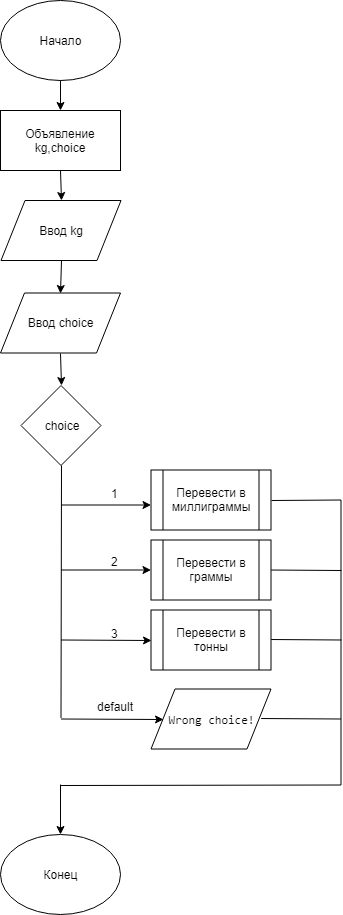 Начало
Объявление
kg,choice
Ввод kg
Ввод choice
choice
1
Перевести в
миллиграммы
2
Перевести в
граммы
3
Перевести в
тонны
default
Wrong choice!
Конец